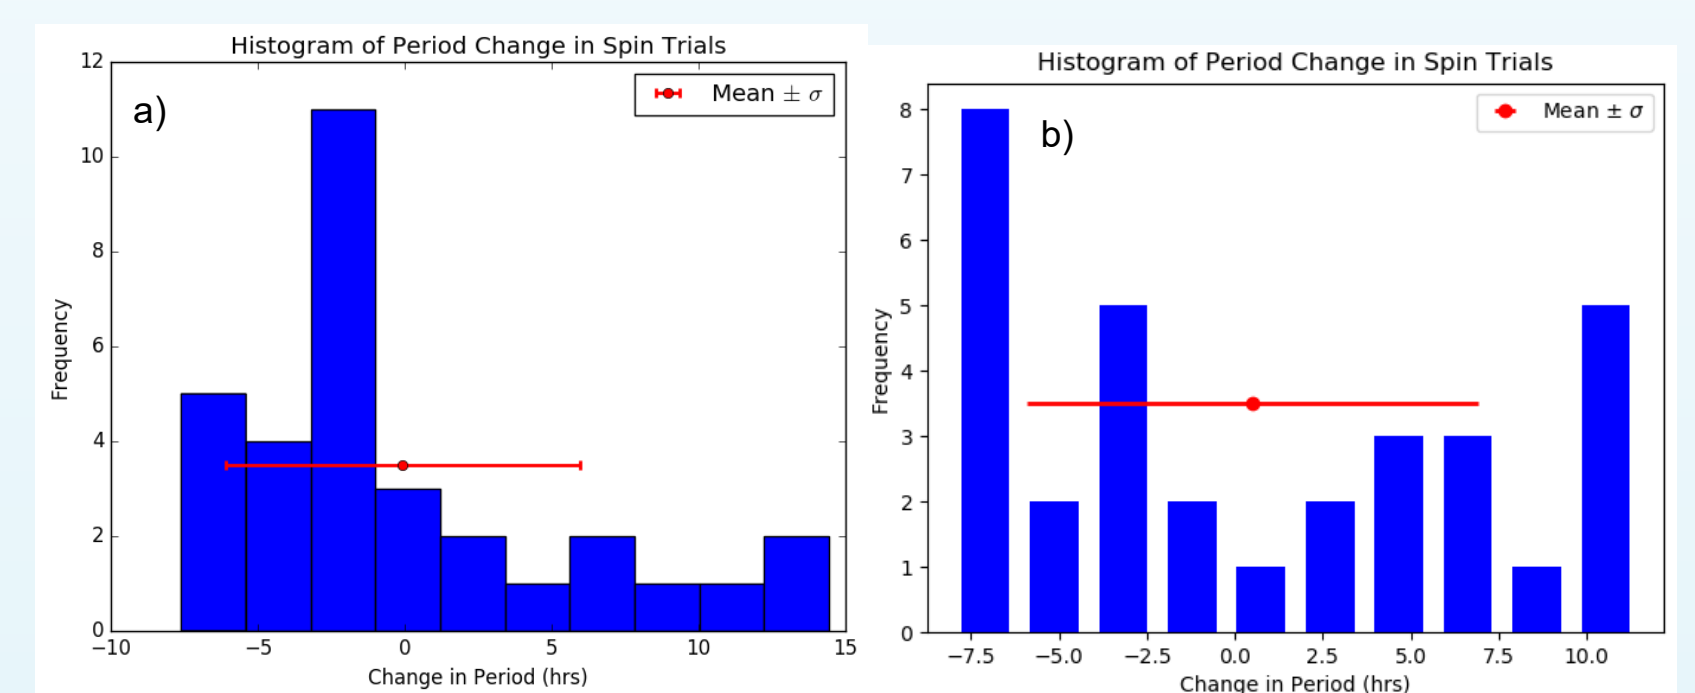 Histogram of Period Change in Spin Trials
a)
Mean ± σ
12
10
8
6
4
2
0
Frequency
−10 −5 0 5 10 15
Change in Period (hrs)
Histogram of Period Change in Spin Trials
b)
Mean ± σ
8
7
6
5
4
3
2
1
0
Frequency
−7.5 −5.0 −2.5 0.0 2.5 5.0 7.5 10.0
Change in Period (hrs)